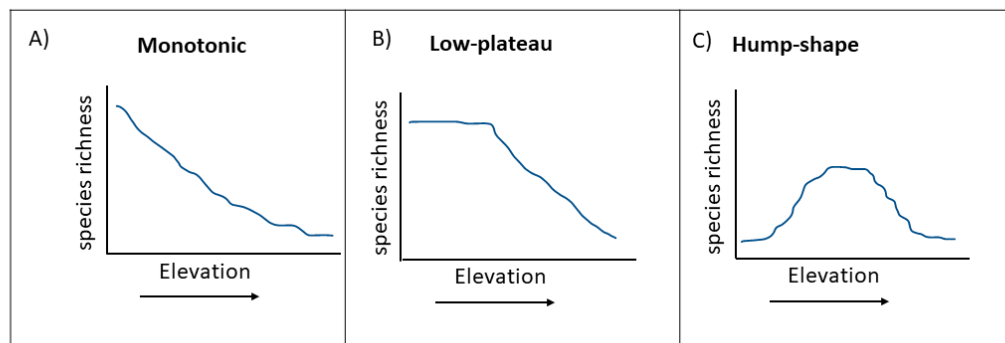 A)
Monotonic
species richness
Elevation
B)
Low-plateau
species richness
Elevation
C)
Hump-shape
species richness
Elevation